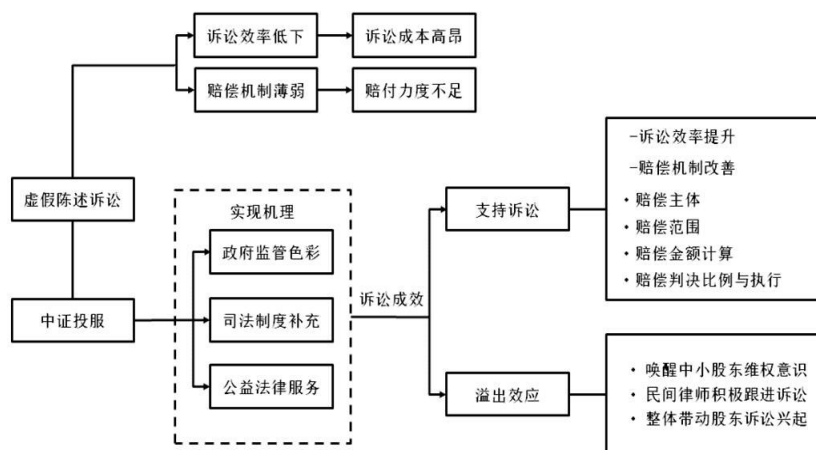 诉讼效率低下
诉讼成本高昂
赔偿机制薄弱
赔付力度不足
虚假陈述诉讼
中证投服
实现机理
政府监管色彩
司法制度补充
公益法律服务
诉讼成效
支持诉讼
-诉讼效率提升
-赔偿机制改善
•赔偿主体
•赔偿范围
•赔偿金额计算
•赔偿判决比例与执行
溢出效应
•唤醒中小股东维权意识
•民间律师积极跟进诉讼
•整体带动股东诉讼兴起